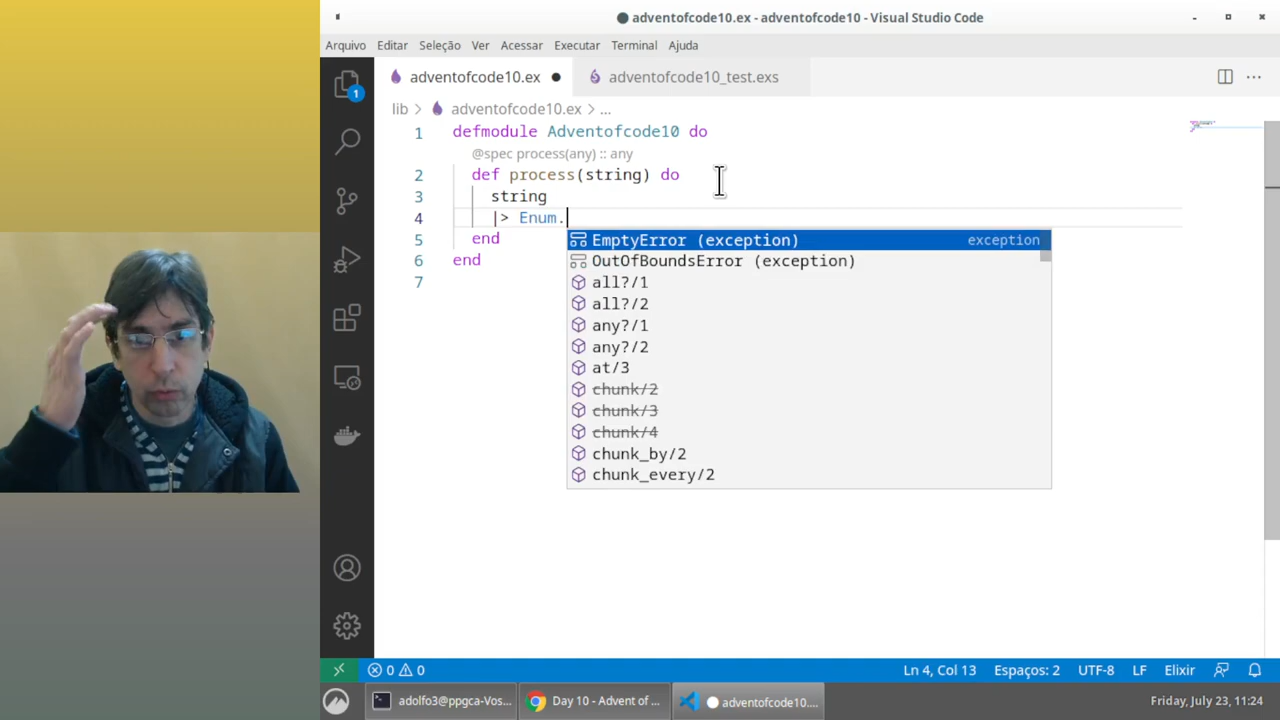 adventofcode10.ex - adventofcode10 - Visual Studio Code
Arquivo Editar Seleção Ver Acessar Executar Terminal Ajuda
adventofcode10.ex adventofcode10_test.exs
1
lib > adventofcode10.ex > ...
1 defmodule Adventofcode10 do
@spec process(any) :: any
2 def process(string) do
3 string
4 |> Enum.
5 end
6 end
7
EmptyError (exception) exception
OutOfBoundsError (exception)
all?/1
all?/2
any?/1
any?/2
at/3
chunk/2
chunk/3
chunk/4
chunk_by/2
chunk_every/2
0 0 Ln 4, Col 13 Espaços: 2 UTF-8 LF Elixir
adolfo3@ppgca-Vos... Day 10 - Advent of ... adventofcode10.... Friday, July 23, 11:24